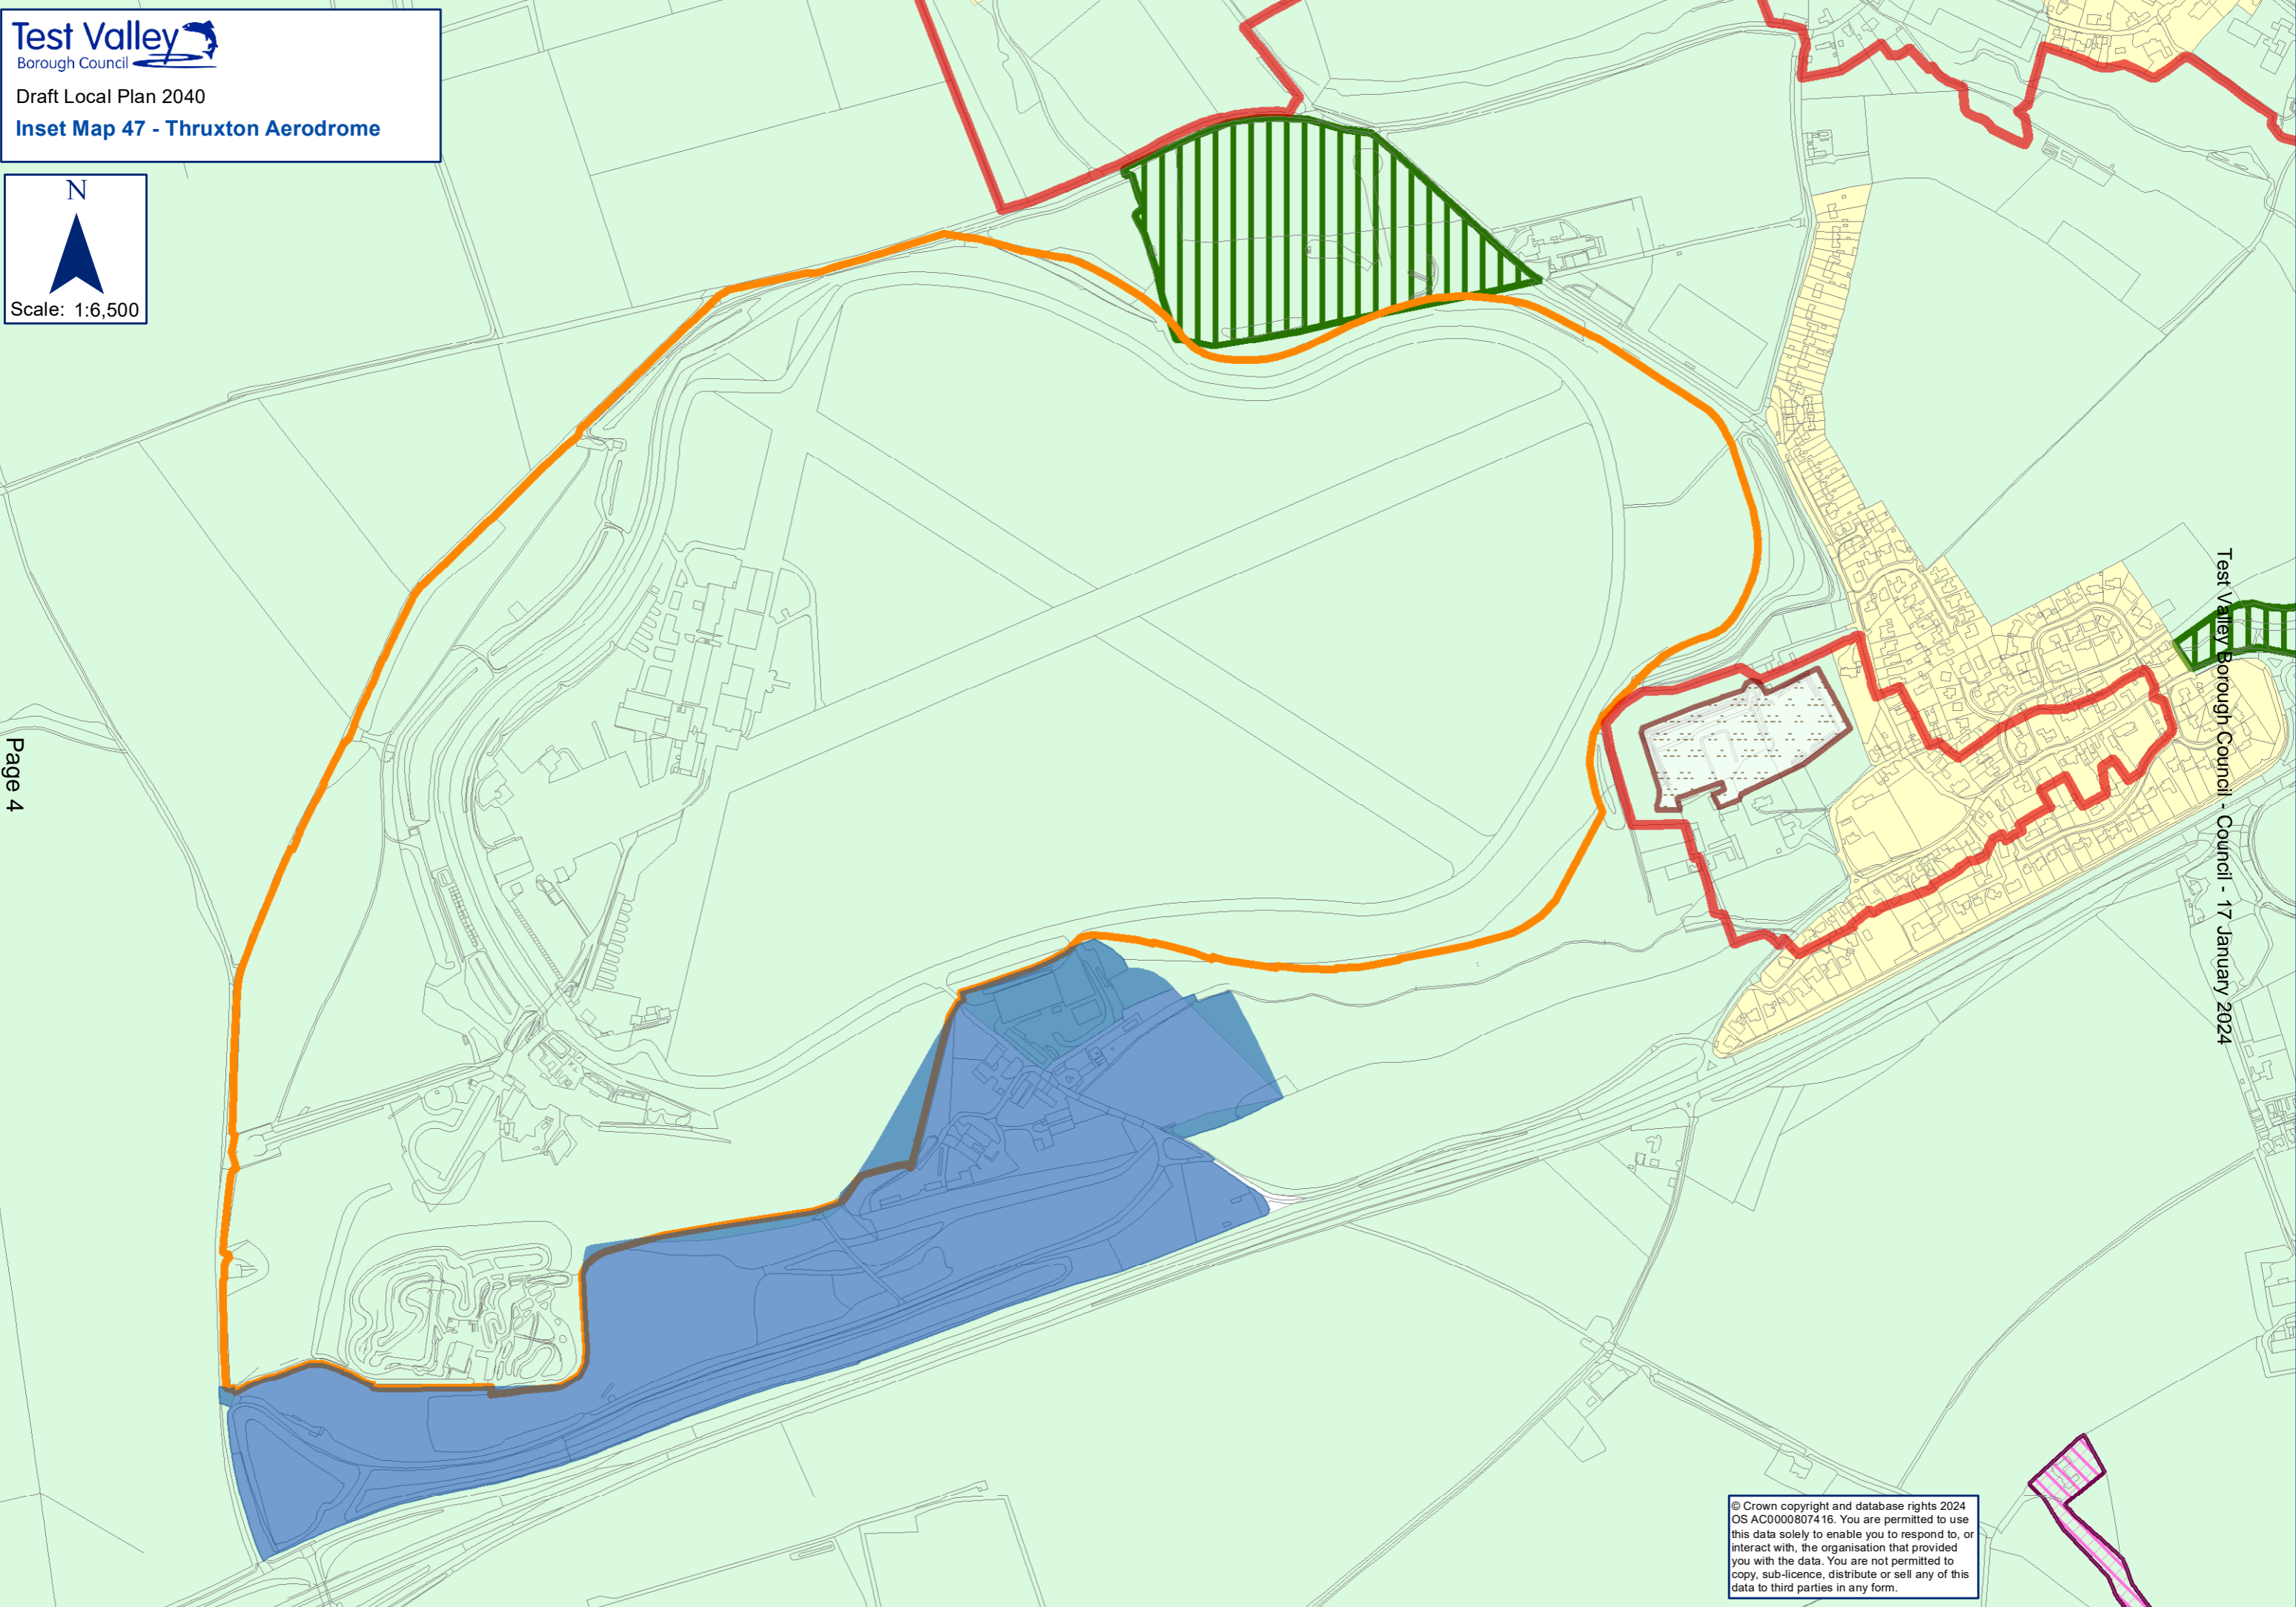 Test Valley
Borough Council
Draft Local Plan 2040
Inset Map 47 - Thruxton Aerodrome
N
Scale: 1:6,500
Test Valley Borough Council - Council - 17 January 2024
Page 4
© Crown copyright and database rights 2024
OS AC0000807416. You are permitted to use
this data solely to enable you to respond to, or
interact with, the organisation that provided
you with the data. You are not permitted to
copy, sub-licence, distribute or sell any of this
data to third parties in any form.